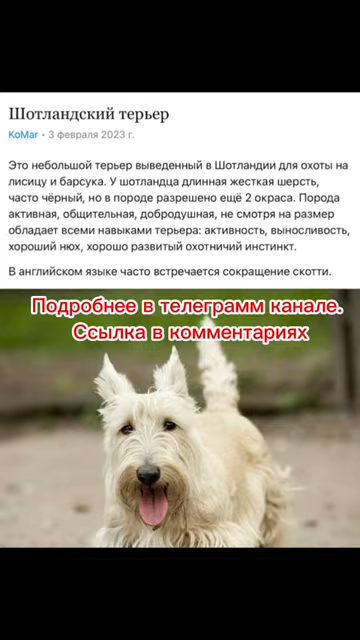 Шотландский терьер
KoMar • 3 февраля 2023 г.
Это небольшой терьер выведенный в Шотландии для охоты на
лисицу и барсука. У шотландца длинная жесткая шерсть,
часто чёрный, но в породе разрешено ещё 2 окраса. Порода
активная, общительная, добродушная, не смотря на размер
обладает всеми навыками терьера: активность, выносливость,
хороший нюх, хорошо развитый охотничий инстинкт.
В английском языке часто встречается сокращение скотти.
Подробнее в телеграмм канале.
Ссылка в комментариях